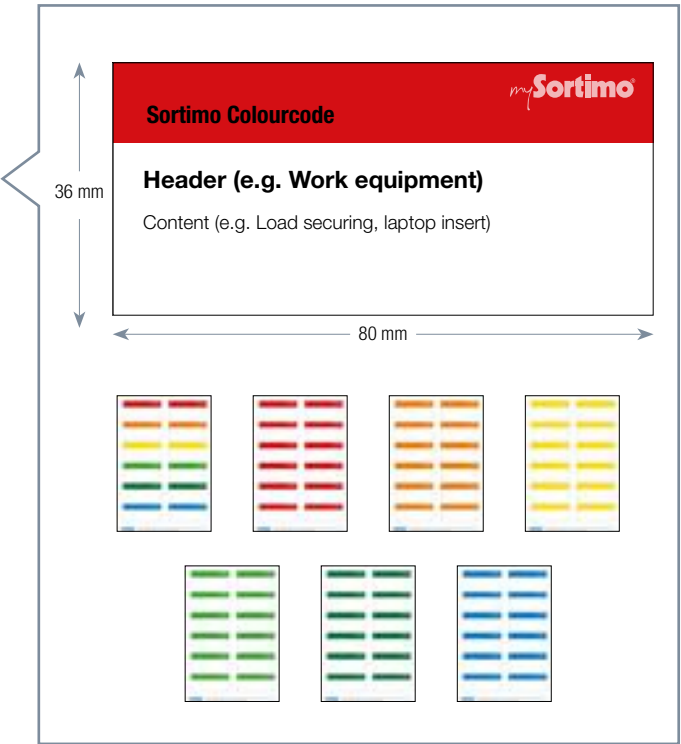 mySortimo®
Sortimo Colourcode
Header (e.g. Work equipment)
36 mm
Content (e.g. Load securing, laptop insert)
80 mm